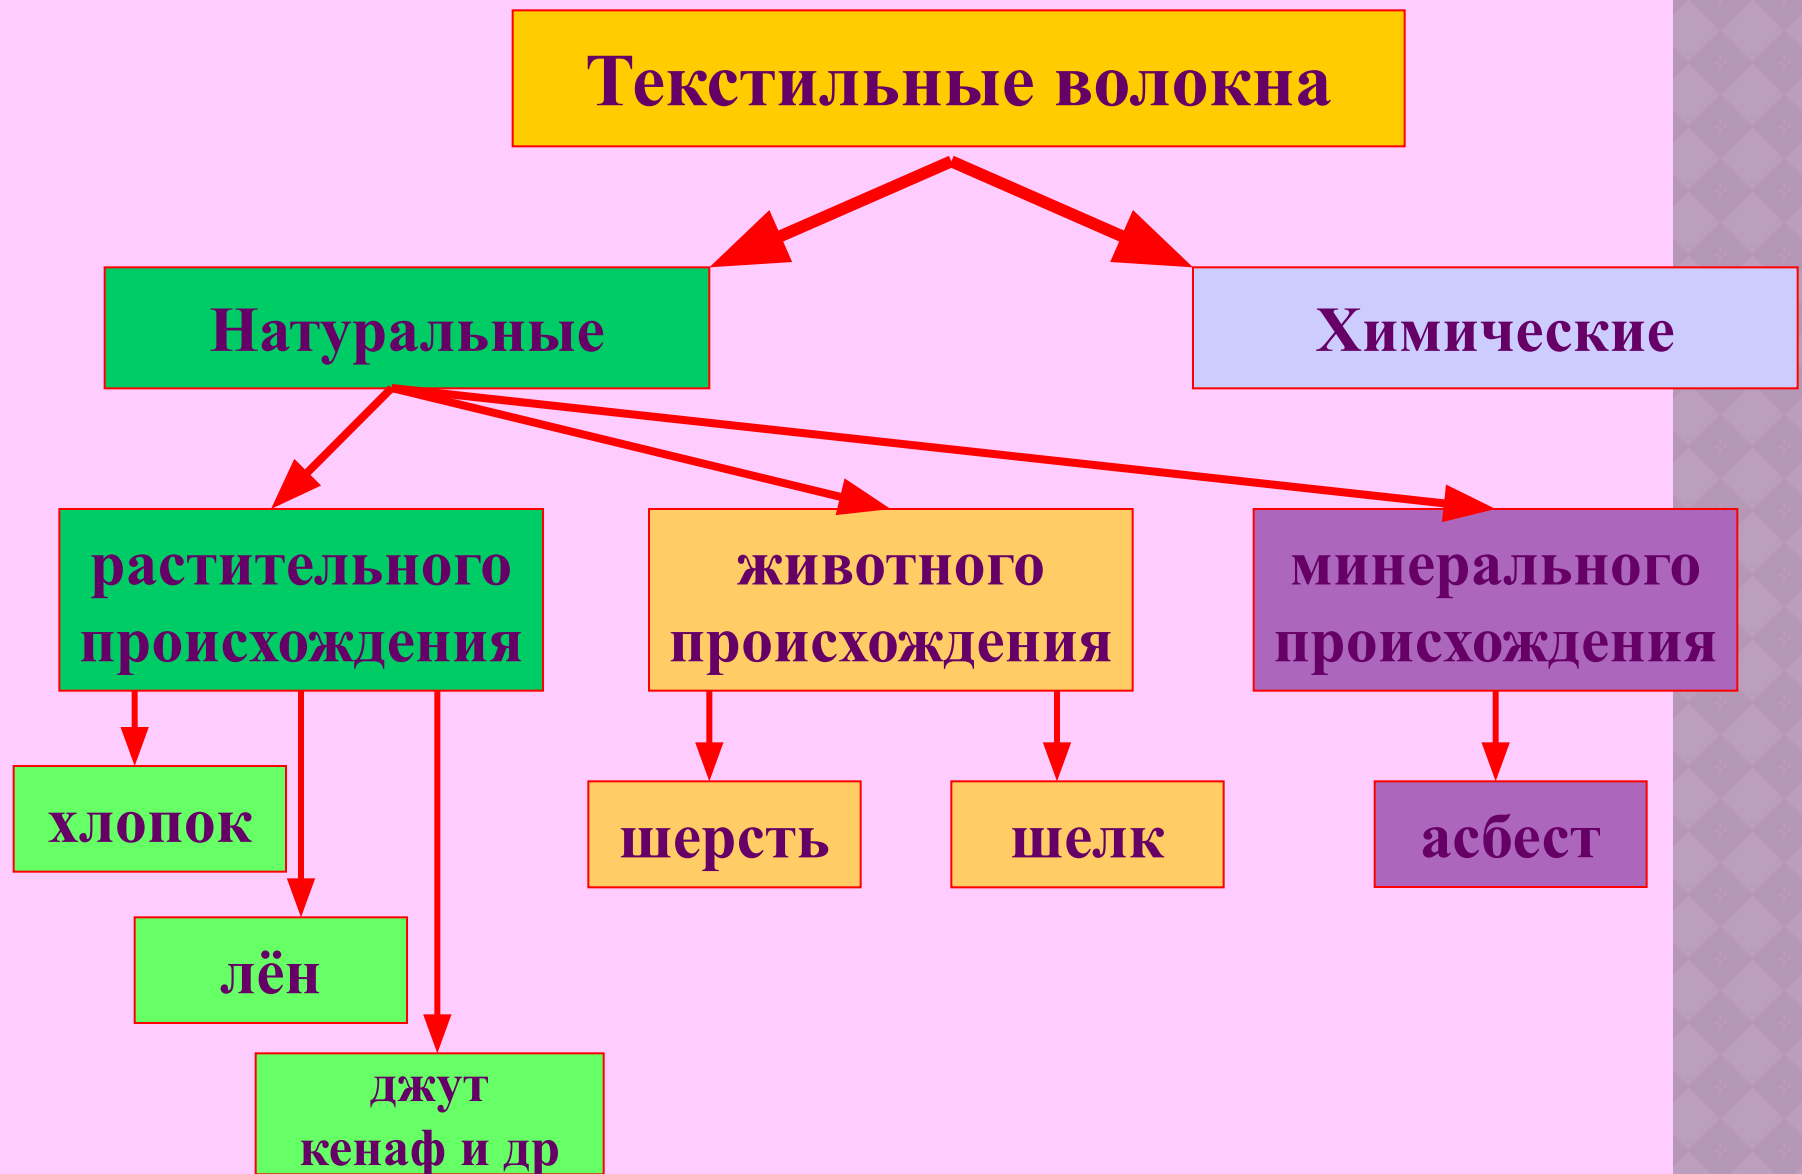 Текстильные волокна
Натуральные
Химические
растительного
происхождения
животного
происхождения
минерального
происхождения
хлопок
шерсть
шелк
асбест
лён
джут
кенаф и др